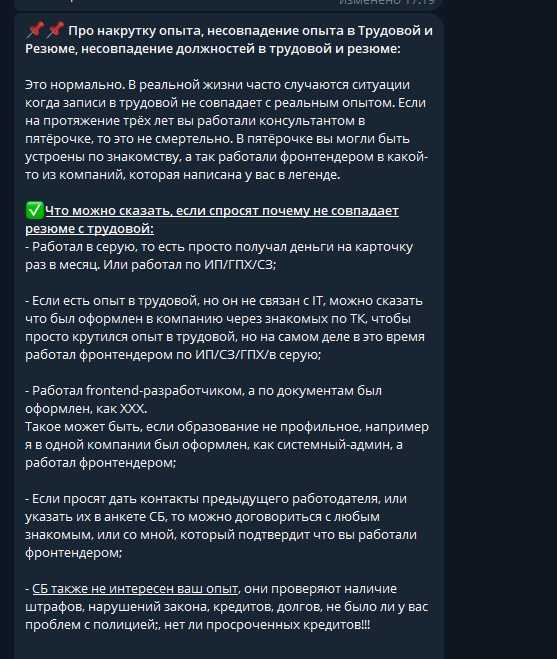 изменено 17:19
📌📌 Про накрутку опыта, несовпадение опыта в Трудовой и
Резюме, несовпадение должностей в трудовой и резюме:
Это нормально. В реальной жизни часто случаются ситуации
когда записи в трудовой не совпадает с реальным опытом. Если
на протяжение трёх лет вы работали консультантом в
пятёрочке, то это не смертельно. В пятёрочке вы могли быть
устроены по знакомству, а так работали фронтендером в какой-
то из компаний, которая написана у вас в легенде.
✅Что можно сказать, если спросят почему не совпадает
резюме с трудовой:
- Работал в серую, то есть просто получал деньги на карточку
раз в месяц. Или работал по ИП/ГПХ/СЗ;
- Если есть опыт в трудовой, но он не связан с IT, можно сказать
что был оформлен в компанию через знакомых по ТК, чтобы
просто крутился опыт в трудовой, но на самом деле в это время
работал фронтендером по ИП/СЗ/ГПХ/в серую;
- Работал frontend-разработчиком, а по документам был
оформлен, как XXX.
Такое может быть, если образование не профильное, например
я в одной компании был оформлен, как системный-админ, а
работал фронтендером;
- Если просят дать контакты предыдущего работодателя, или
указать их в анкете СБ, то можно договориться с любым
знакомым, или со мной, который подтвердит что вы работали
фронтендером;
- СБ также не интересен ваш опыт, они проверяют наличие
штрафов, нарушений закона, кредитов, долгов, не было ли у вас
проблем с полицией;, нет ли просроченных кредитов!!!